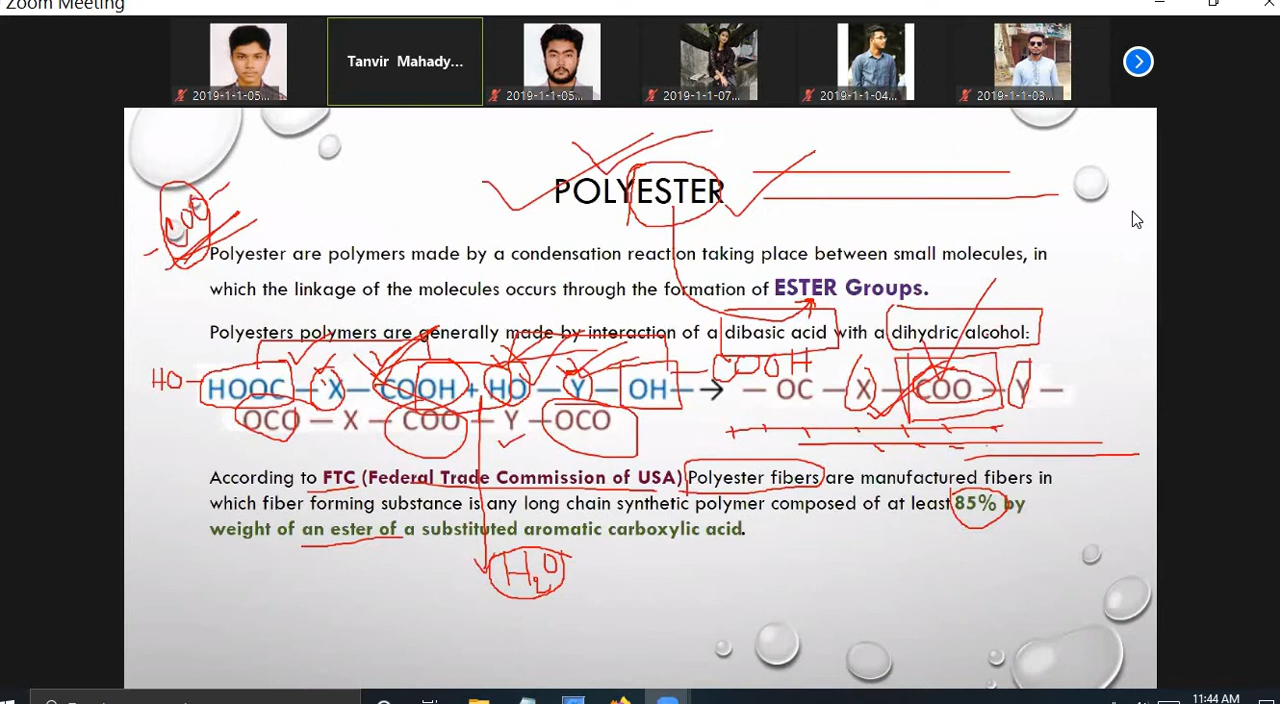 Zoom Meeting
2019-1-1-05...
Tanvir Mahady...
2019-1-1-05...
2019-1-1-07...
2019-1-1-04...
2019-1-1-03...
POLYESTER
COO
Polyester are polymers made by a condensation reaction taking place between small molecules, in
which the linkage of the molecules occurs through the formation of ESTER Groups.
Polyesters polymers are generally made by interaction of a dibasic acid with a dihydric alcohol:
COOH
HO
HOOC — X — COOH + HO — Y — OH — → — OC — X — COO — Y —
OCO — X — COO — Y — OCO
According to FTC (Federal Trade Commission of USA) Polyester fibers are manufactured fibers in
which fiber forming substance is any long chain synthetic polymer composed of at least 85% by
weight of an ester of a substituted aromatic carboxylic acid.
H2O
11:44 AM